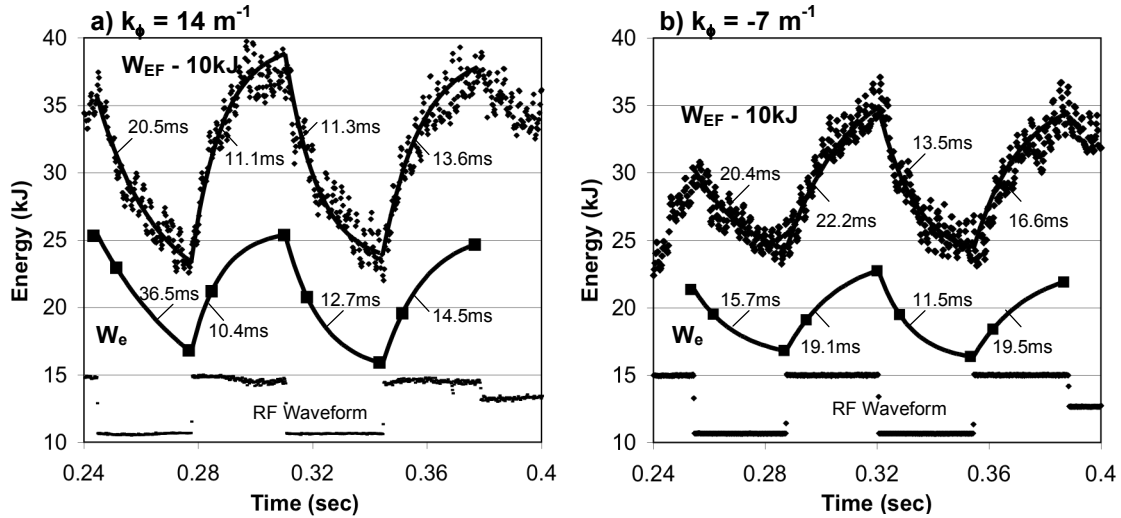 a) kϕ = 14 m⁻¹
40
35
30
25
20
15
10
Energy (kJ)
W_EF - 10kJ
20.5ms
11.1ms
11.3ms
13.6ms
36.5ms
10.4ms
12.7ms
14.5ms
W_e
RF Waveform
0.24
0.28
0.32
0.36
0.4
Time (sec)
b) kϕ = -7 m⁻¹
40
35
30
25
20
15
10
Energy (kJ)
W_EF - 10kJ
20.4ms
22.2ms
13.5ms
16.6ms
15.7ms
19.1ms
11.5ms
19.5ms
W_e
RF Waveform
0.24
0.28
0.32
0.36
0.4
Time (sec)